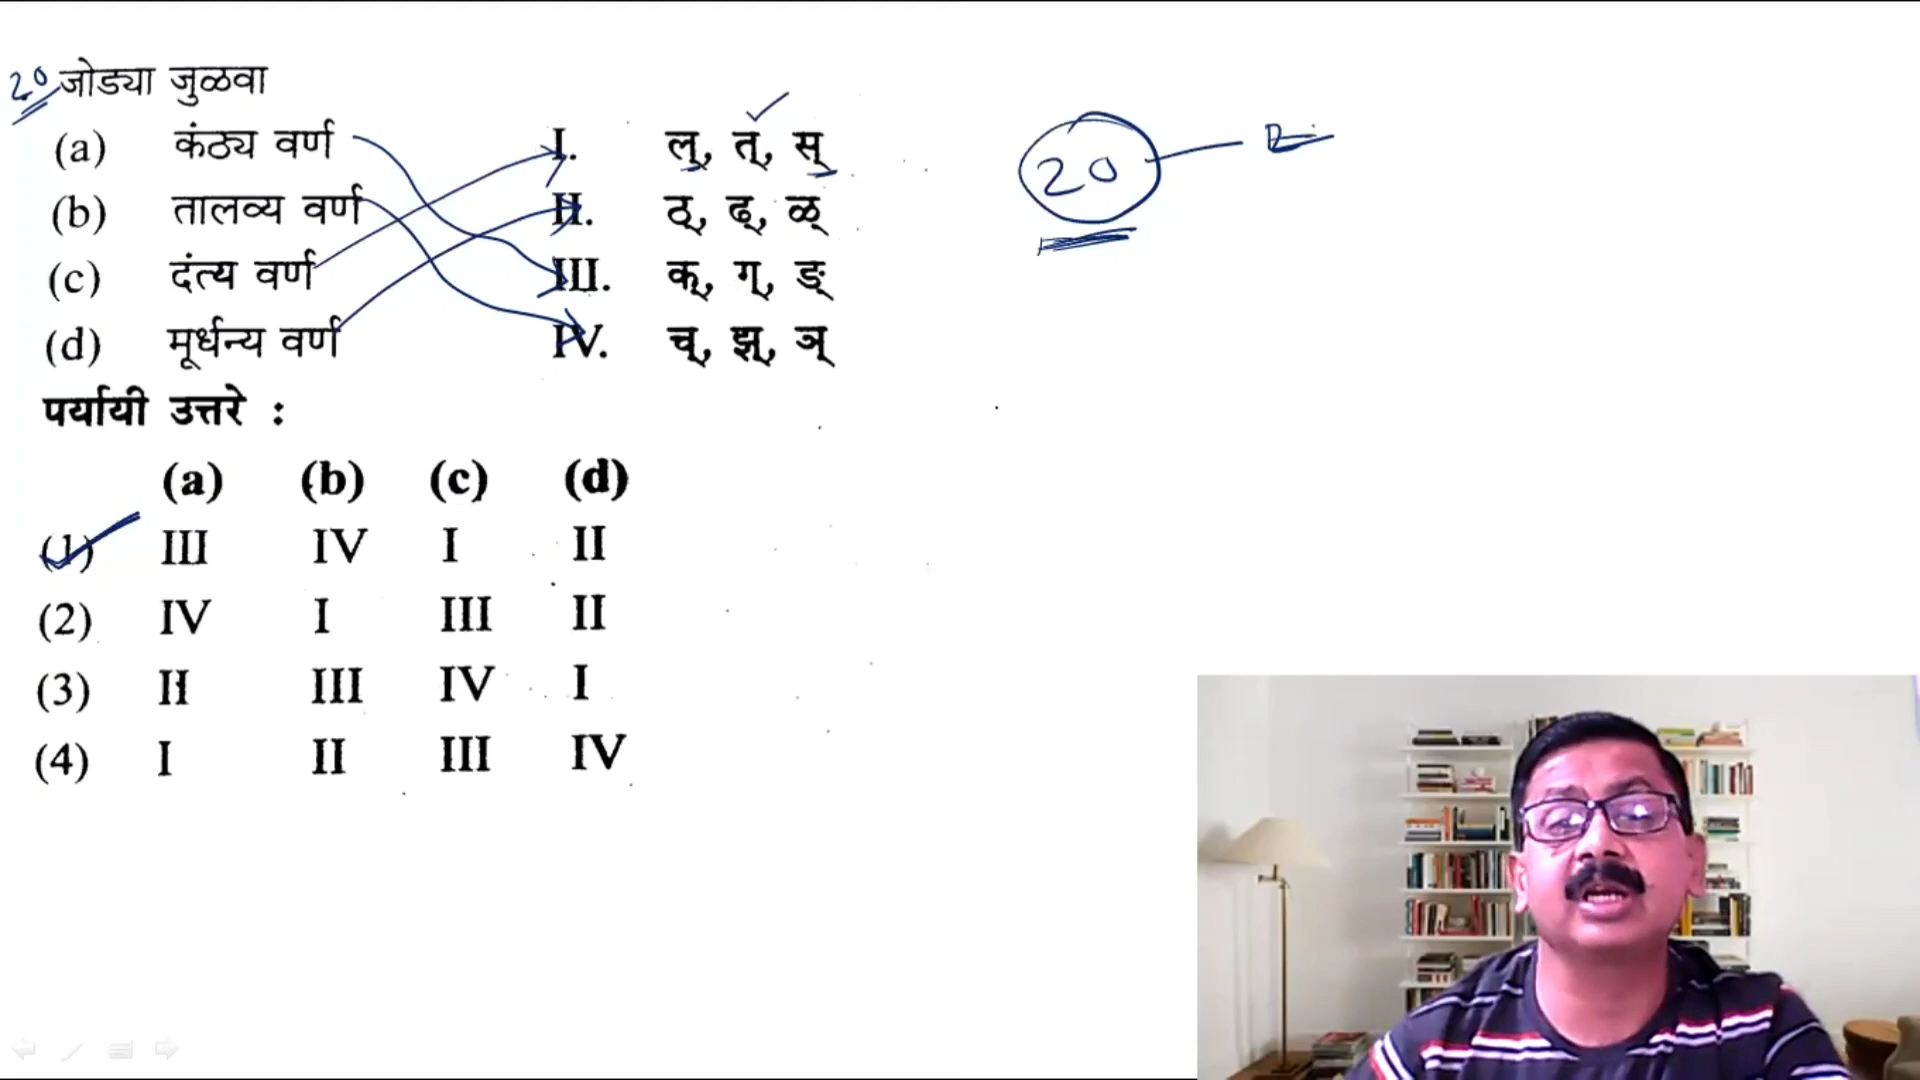 20 जोड्या जुळवा
(a) कंठ्य वर्ण I. ल्, त्, स्
(b) तालव्य वर्ण II. ठ्, ढ्, ळ्
(c) दंत्य वर्ण III. क्, ग्, ङ्
(d) मूर्धन्य वर्ण IV. च्, झ्, ञ्
पर्यायी उत्तरे :
(a) (b) (c) (d)
(1) III IV I II
(2) IV I III II
(3) II III IV I
(4) I II III IV
20